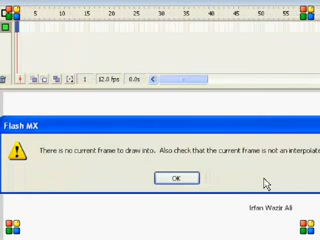 5 10 15 20 25 30 35 40 45 50 55
1 12.0 fps 0.0s
Flash MX
There is no current frame to draw into. Also check that the current frame is not an interpolate
OK
Irfan Wazir Ali